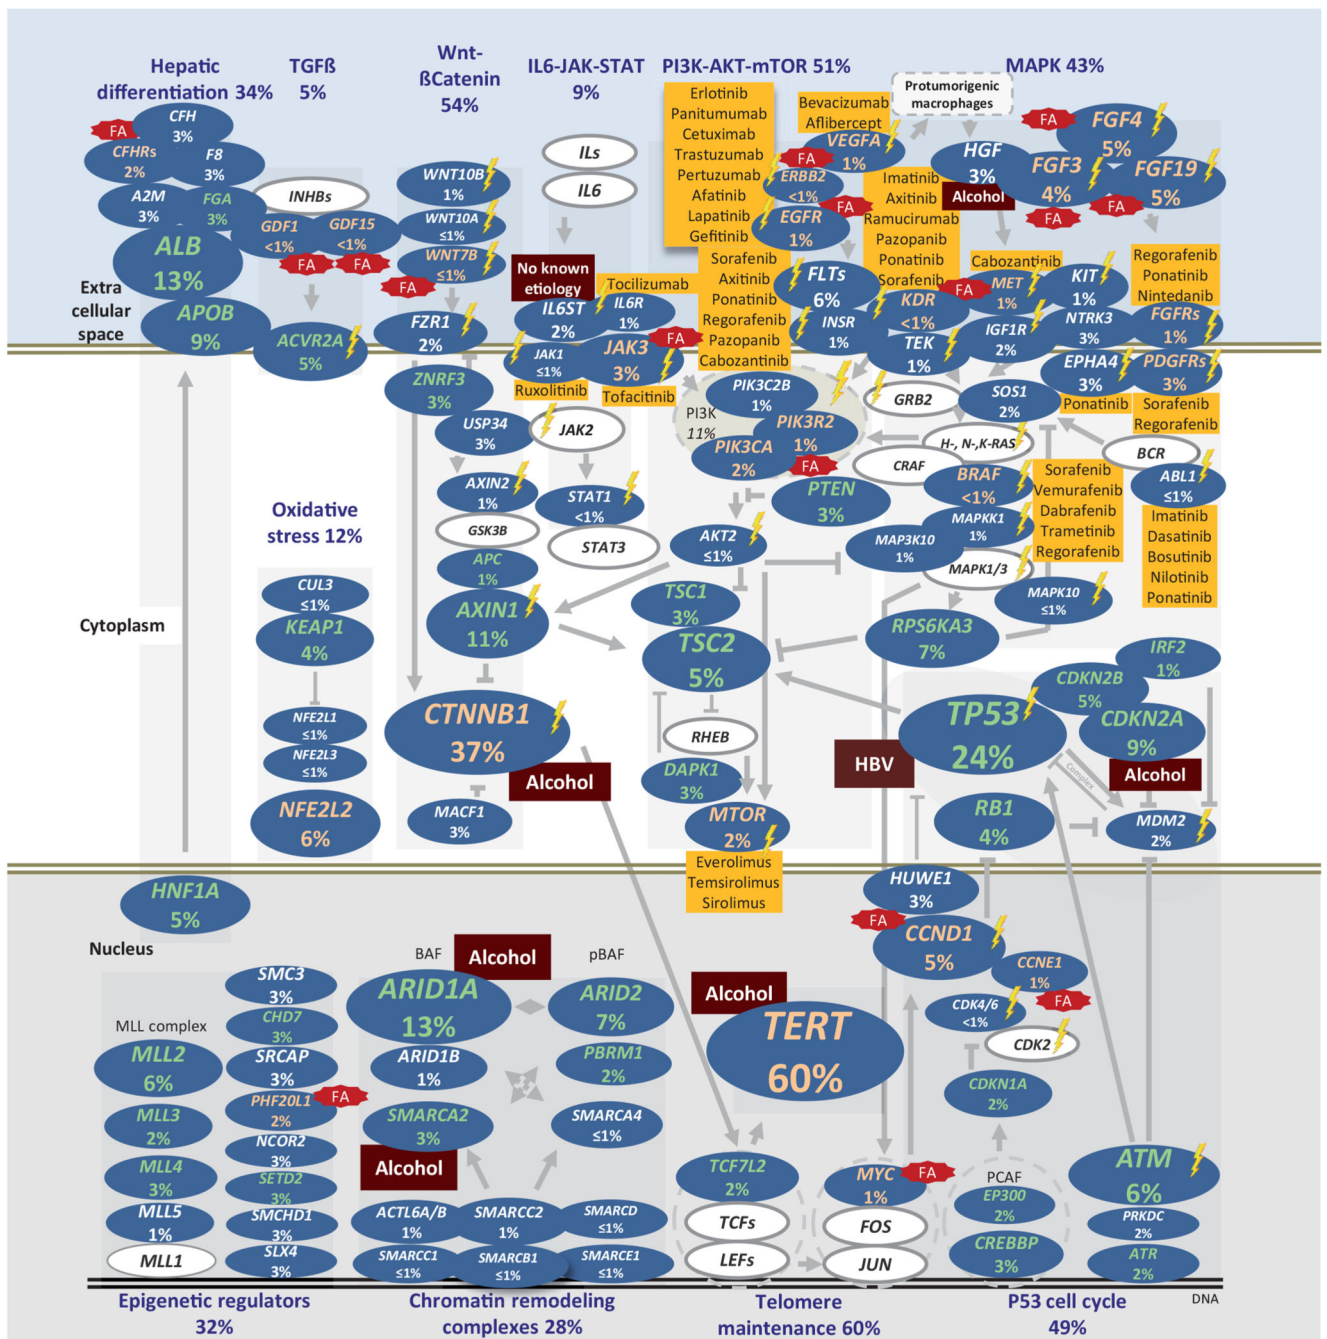 Hepatic
differentiation 34%
TGFß
5%
Wnt-
ßCatenin
54%
IL6-JAK-STAT
9%
PI3K-AKT-mTOR 51%
MAPK 43%
CFH
3%
FA
CFHRs
2%
F8
3%
A2M
3%
FGA
3%
ALB
13%
APOB
9%
Extra
cellular
space
INHBs
GDF1
<1%
GDF15
<1%
FA
FA
ACVR2A
5%
WNT10B
1%
WNT10A
≤1%
WNT7B
≤1%
FA
FZR1
2%
ILs
IL6
No known
etiology
Tocilizumab
IL6ST
2%
IL6R
1%
JAK1
≤1%
JAK3
3%
FA
Ruxolitinib
Tofacitinib
Erlotinib
Panitumumab
Cetuximab
Trastuzumab
Pertuzumab
Afatinib
Lapatinib
Gefitinib
Bevacizumab
Aflibercept
VEGFA
1%
FA
ERBB2
<1%
FA
EGFR
1%
Sorafenib
Axitinib
Ponatinib
Regorafenib
Pazopanib
Cabozantinib
FLTs
6%
INSR
1%
Imatinib
Axitinib
Ramucirumab
Pazopanib
Ponatinib
Sorafenib
KDR
<1%
TEK
1%
Protumorigenic
macrophages
HGF
3%
Alcohol
FA
FGF4
5%
FGF3
4%
FGF19
5%
FA
FA
Cabozantinib
FA
MET
1%
KIT
1%
IGF1R
2%
NTRK3
3%
Regorafenib
Ponatinib
Nintedanib
FGFRs
1%
EPHA4
3%
PDGFRs
3%
Ponatinib
Sorafenib
Regorafenib
ZNRF3
3%
USP34
3%
JAK2
PI3K
11%
PIK3C2B
1%
PIK3R2
1%
PIK3CA
2%
FA
GRB2
SOS1
2%
H-, N-,K-RAS
CRAF
BRAF
<1%
BCR
ABL1
≤1%
Sorafenib
Vemurafenib
Dabrafenib
Trametinib
Regorafenib
Imatinib
Dasatinib
Bosutinib
Nilotinib
Ponatinib
AXIN2
1%
STAT1
<1%
PTEN
3%
Oxidative
stress 12%
GSK3B
STAT3
AKT2
≤1%
MAP3K10
1%
MAPKK1
1%
MAPK1/3
MAPK10
≤1%
APC
1%
CUL3
≤1%
KEAP1
4%
Cytoplasm
AXIN1
11%
TSC1
3%
TSC2
5%
RPS6KA3
7%
IRF2
1%
CDKN2B
5%
CDKN2A
9%
Alcohol
TP53
24%
HBV
Complex
NFE2L1
≤1%
NFE2L3
≤1%
NFE2L2
6%
CTNNB1
37%
Alcohol
MACF1
3%
RHEB
DAPK1
3%
MTOR
2%
Everolimus
Temsirolimus
Sirolimus
RB1
4%
MDM2
2%
HNF1A
5%
Nucleus
HUWE1
3%
FA
CCND1
5%
CCNE1
1%
FA
CDK4/6
<1%
CDK2
CDKN1A
2%
MLL complex
MLL2
6%
MLL3
2%
MLL4
3%
MLL5
1%
MLL1
SMC3
3%
CHD7
3%
SRCAP
3%
PHF20L1
2%
FA
NCOR2
3%
SETD2
3%
SMCHD1
3%
SLX4
3%
BAF
Alcohol
pBAF
ARID1A
13%
ARID2
7%
ARID1B
1%
PBRM1
2%
SMARCA2
3%
SMARCA4
≤1%
Alcohol
ACTL6A/B
1%
SMARCC2
1%
SMARCD
≤1%
SMARCC1
≤1%
SMARCB1
≤1%
SMARCE1
≤1%
Alcohol
TERT
60%
TCF7L2
2%
TCFs
LEFs
MYC
1%
FA
FOS
JUN
PCAF
EP300
2%
CREBBP
3%
ATM
6%
PRKDC
2%
ATR
2%
DNA
Epigenetic regulators
32%
Chromatin remodeling
complexes 28%
Telomere
maintenance 60%
P53 cell cycle
49%